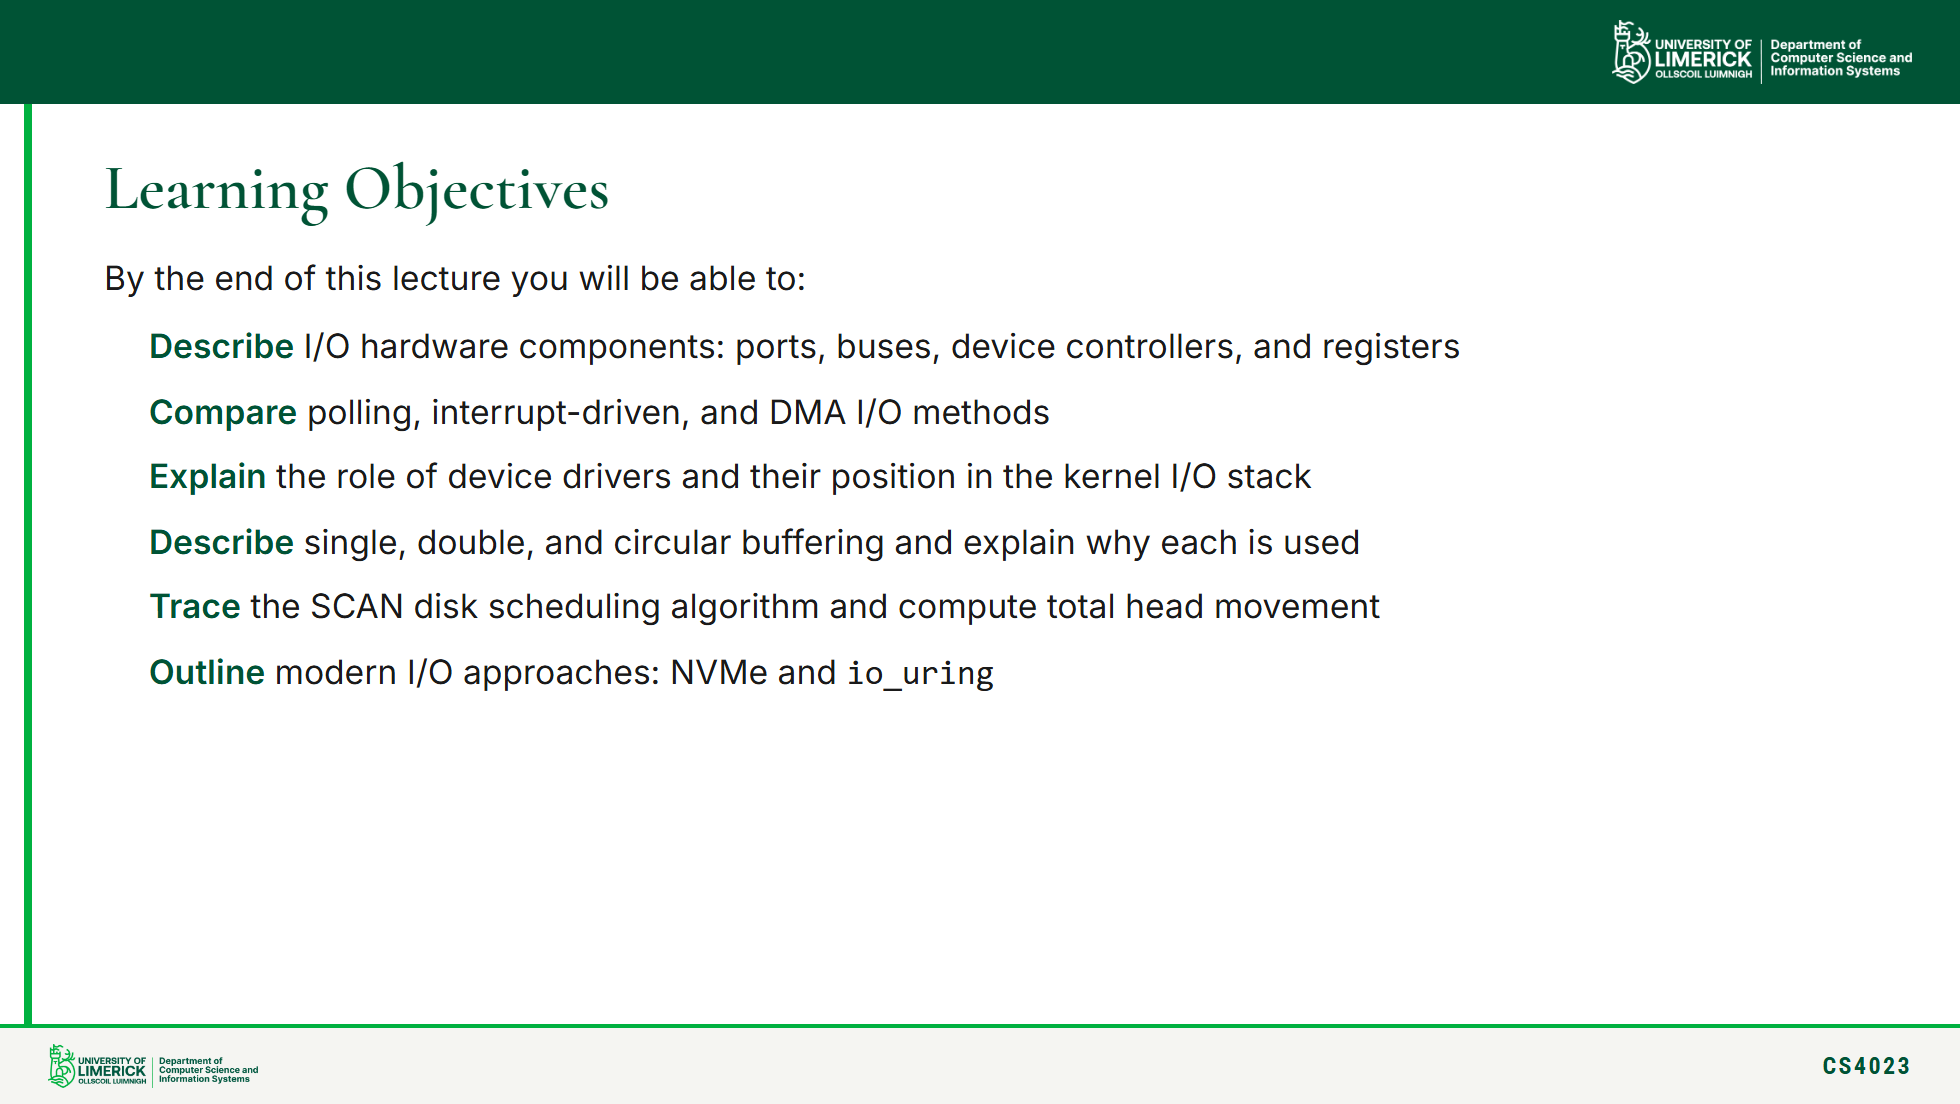 UNIVERSITY OF
LIMERICK
OLLSCOIL LUIMNIGH
Department of
Computer Science and
Information Systems
Learning Objectives
By the end of this lecture you will be able to:
Describe I/O hardware components: ports, buses, device controllers, and registers
Compare polling, interrupt-driven, and DMA I/O methods
Explain the role of device drivers and their position in the kernel I/O stack
Describe single, double, and circular buffering and explain why each is used
Trace the SCAN disk scheduling algorithm and compute total head movement
Outline modern I/O approaches: NVMe and io_uring
UNIVERSITY OF
LIMERICK
OLLSCOIL LUIMNIGH
Department of
Computer Science and
Information Systems
CS4023